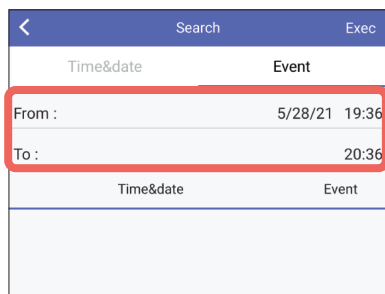 Search Exec
Time&date Event
From : 5/28/21 19:36
To : 20:36
Time&date Event